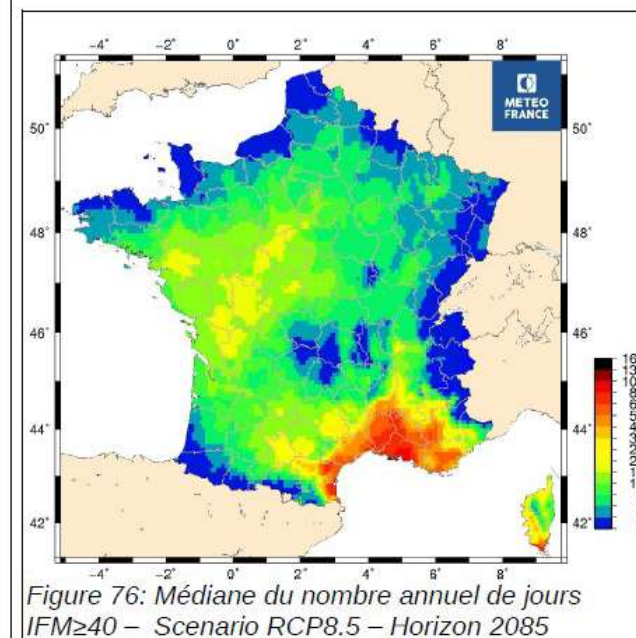 −4° −2° 0° 2° 4° 6° 8°
METEO
FRANCE
50°
48°
46°
44°
42°
50°
48°
46°
44°
42°
−4° −2° 0° 2° 4° 6° 8°
16
13
10
Figure 76: Médiane du nombre annuel de jours
IFM≥40 – Scenario RCP8.5 – Horizon 2085